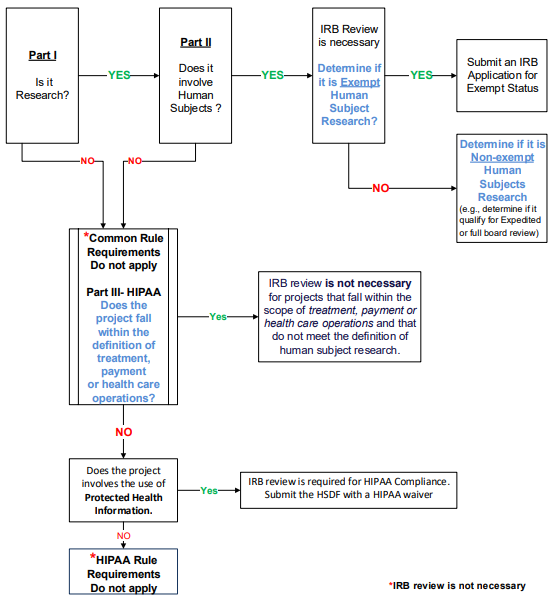 Part I
Is it
Research?
YES
Part II
Does it
involve
Human
Subjects ?
YES
IRB Review
is necessary
Determine if
it is Exempt
Human
Subject
Research?
YES
Submit an IRB
Application for
Exempt Status
NO
NO
NO
Determine if it is
Non-exempt
Human
Subjects
Research
(e.g., determine if it
qualify for Expedited
or full board review)
*Common Rule
Requirements
Do not apply
Part III- HIPAA
Does the
project fall
within the
definition of
treatment,
payment
or health care
operations?
Yes
IRB review is not necessary
for projects that fall within the
scope of treatment, payment or
health care operations and that
do not meet the definition of
human subject research.
NO
Does the project
involves the use of
Protected Health
Information.
Yes
IRB review is required for HIPAA Compliance.
Submit the HSDF with a HIPAA waiver
NO
*HIPAA Rule
Requirements
Do not apply
*IRB review is not necessary